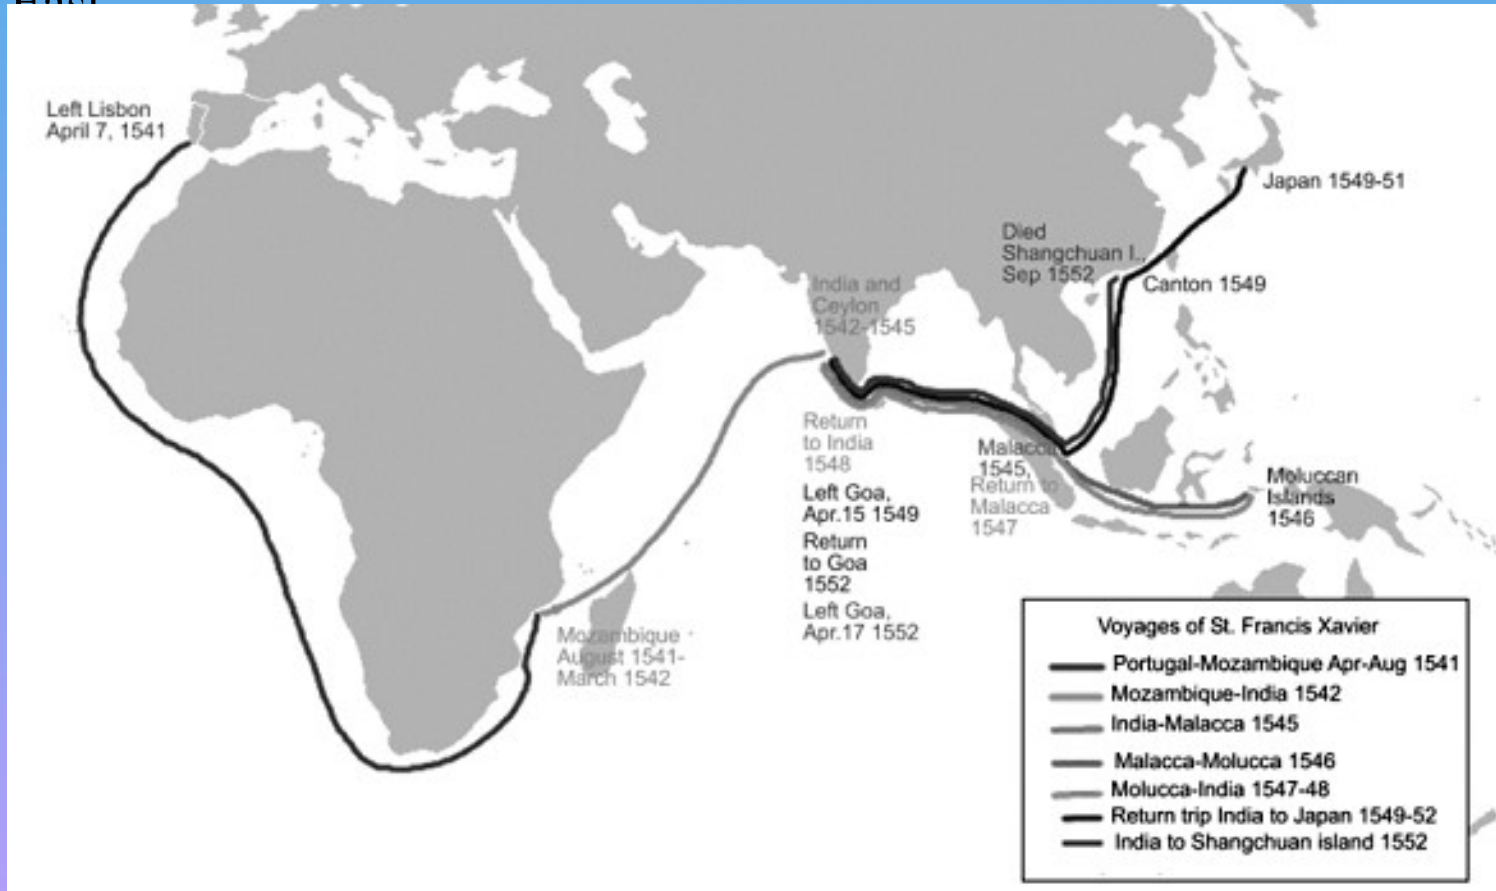 Left Lisbon
April 7, 1541
Japan 1549-51
Died
Shangchuan I.,
Sep 1552
Canton 1549
India and
Ceylon
1542-1545
Return
to India
1548
Left Goa,
Apr.15 1549
Return
to Goa
1552
Left Goa,
Apr.17 1552
Malacca
1545,
Return to
Malacca
1547
Moluccan
Islands
1546
Mozambique
August 1541-
March 1542
Voyages of St. Francis Xavier
Portugal-Mozambique Apr-Aug 1541
Mozambique-India 1542
India-Malacca 1545
Malacca-Molucca 1546
Molucca-India 1547-48
Return trip India to Japan 1549-52
India to Shangchuan island 1552